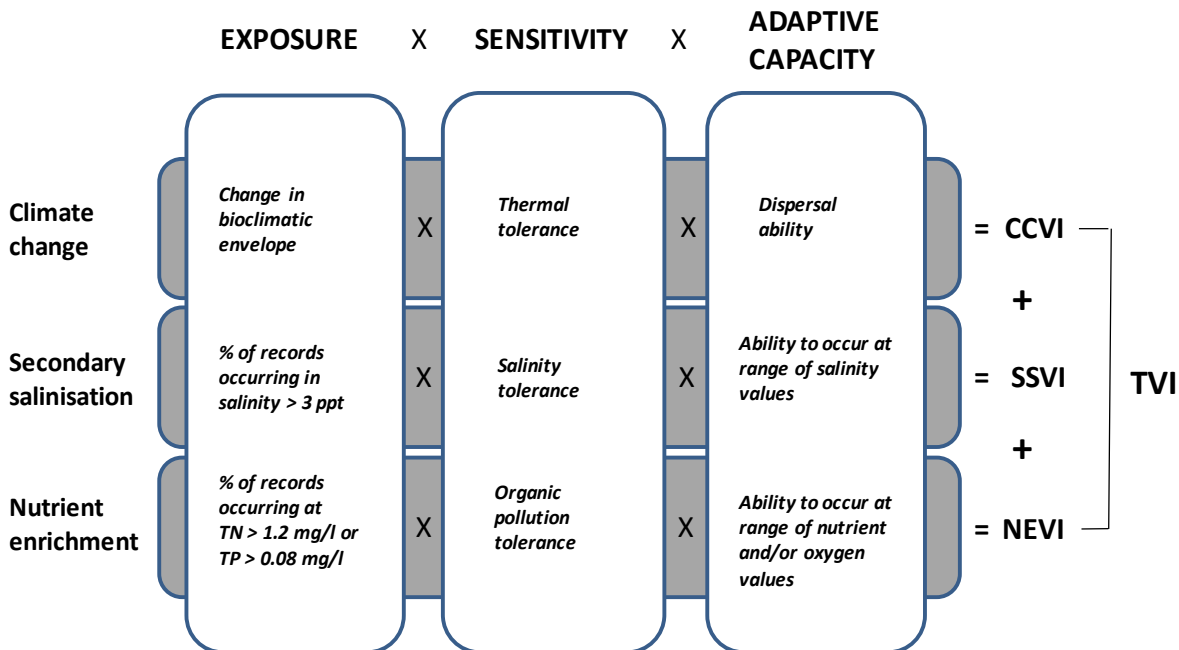 EXPOSURE X SENSITIVITY X ADAPTIVE
CAPACITY
Climate
change
Change in
bioclimatic
envelope
X
Thermal
tolerance
X
Dispersal
ability
= CCVI
+
Secondary
salinisation
% of records
occurring in
salinity > 3 ppt
X
Salinity
tolerance
X
Ability to occur at
range of salinity
values
= SSVI
TVI
+
Nutrient
enrichment
% of records
occurring at
TN > 1.2 mg/l or
TP > 0.08 mg/l
X
Organic
pollution
tolerance
X
Ability to occur at
range of nutrient
and/or oxygen
values
= NEVI